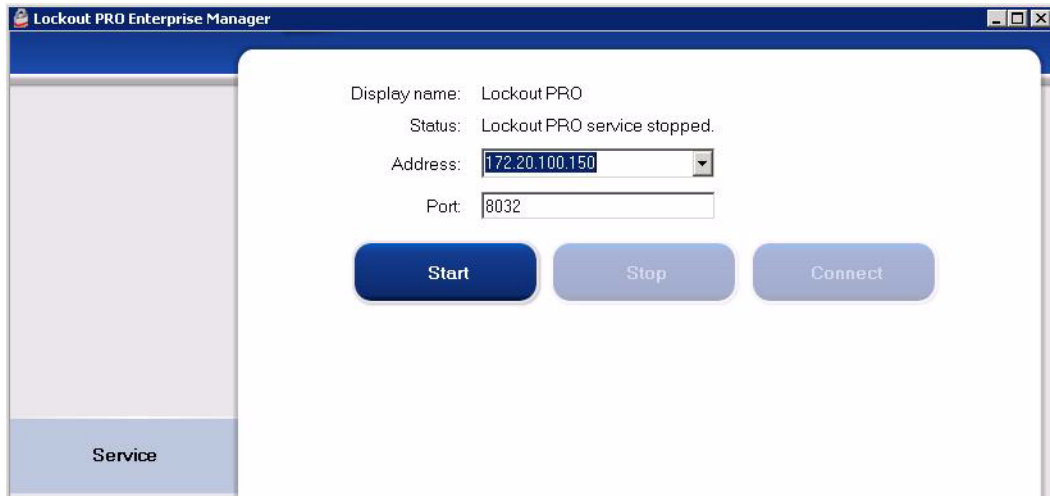 Lockout PRO Enterprise Manager
Display name: Lockout PRO
Status: Lockout PRO service stopped.
Address: 172.20.100.150
Port: 8032
Start Stop Connect
Service